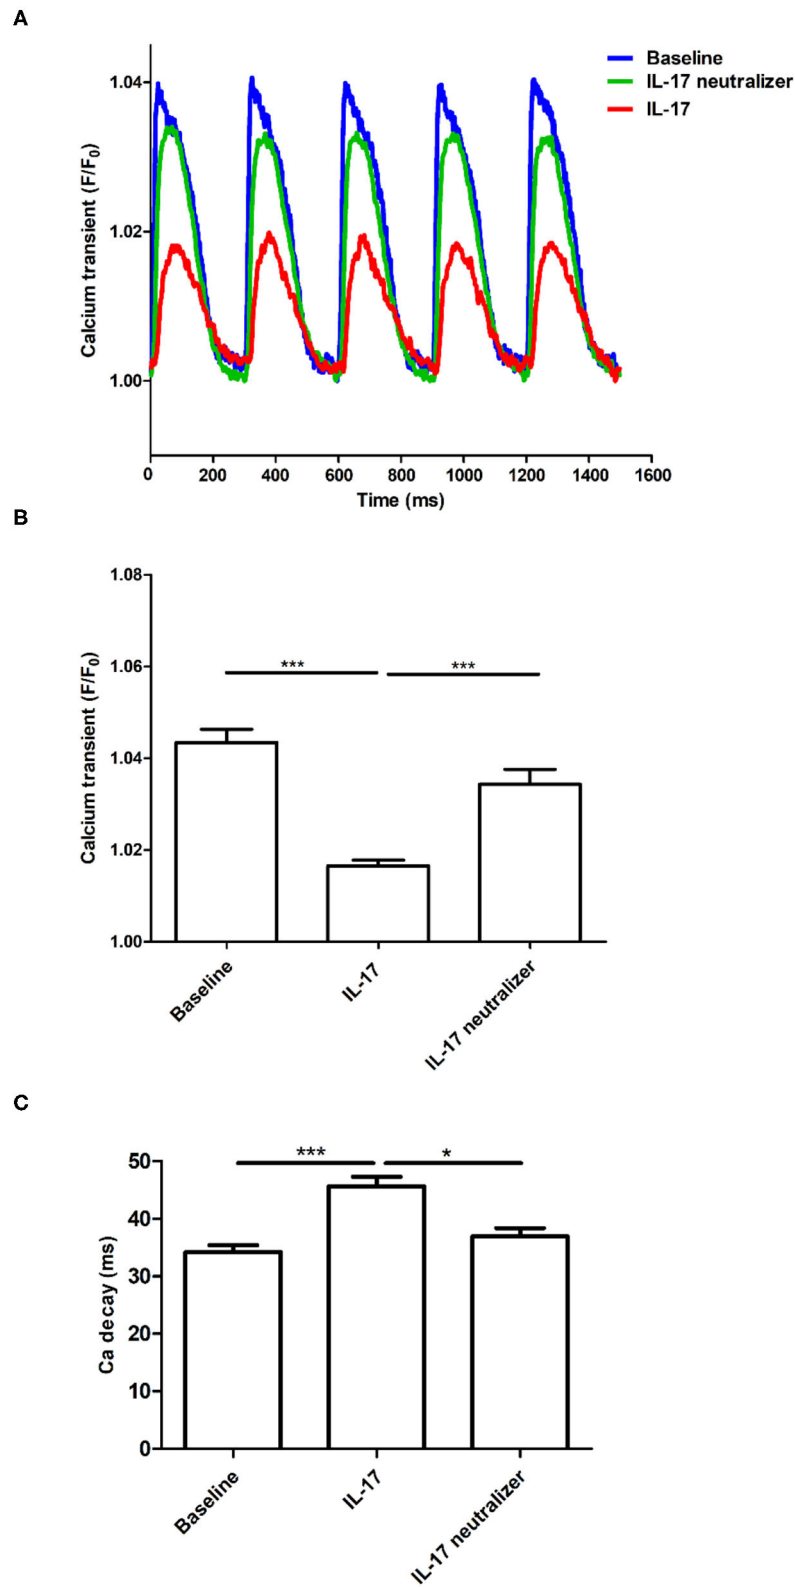 A
Baseline
IL-17 neutralizer
IL-17
Calcium transient (F/F0)
1.04
1.02
1.00
0 200 400 600 800 1000 1200 1400 1600
Time (ms)
B
Calcium transient (F/F0)
1.08
1.06
1.04
1.02
1.00
*** ***
Baseline IL-17 IL-17 neutralizer
C
Ca decay (ms)
50
40
30
20
10
0
*** *
Baseline IL-17 IL-17 neutralizer